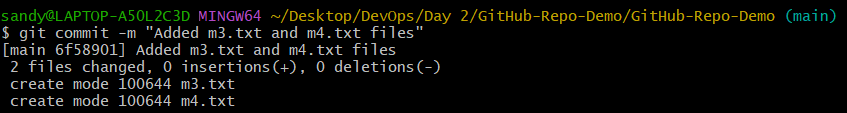 sandy@LAPTOP-A50L2C3D MINGW64 ~/Desktop/DevOps/Day 2/GitHub-Repo-Demo/GitHub-Repo-Demo (main)
$ git commit -m "Added m3.txt and m4.txt files"
[main 6f58901] Added m3.txt and m4.txt files
 2 files changed, 0 insertions(+), 0 deletions(-)
 create mode 100644 m3.txt
 create mode 100644 m4.txt